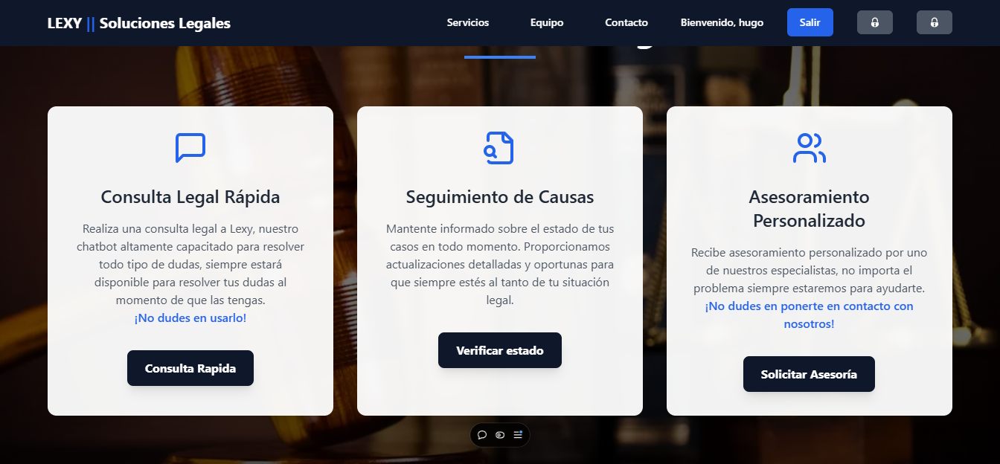 LEXY || Soluciones Legales
Servicios
Equipo
Contacto
Bienvenido, hugo
Salir
Consulta Legal Rápida
Realiza una consulta legal a Lexy, nuestro
chatbot altamente capacitado para resolver
todo tipo de dudas, siempre estará
disponible para resolver tus dudas al
momento de que las tengas.
¡No dudes en usarlo!
Consulta Rapida
Seguimiento de Causas
Mantente informado sobre el estado de tus
casos en todo momento. Proporcionamos
actualizaciones detalladas y oportunas para
que siempre estés al tanto de tu situación
legal.
Verificar estado
Asesoramiento
Personalizado
Recibe asesoramiento personalizado por uno
de nuestros especialistas, no importa el
problema siempre estaremos para ayudarte.
¡No dudes en ponerte en contacto con
nosotros!
Solicitar Asesoría